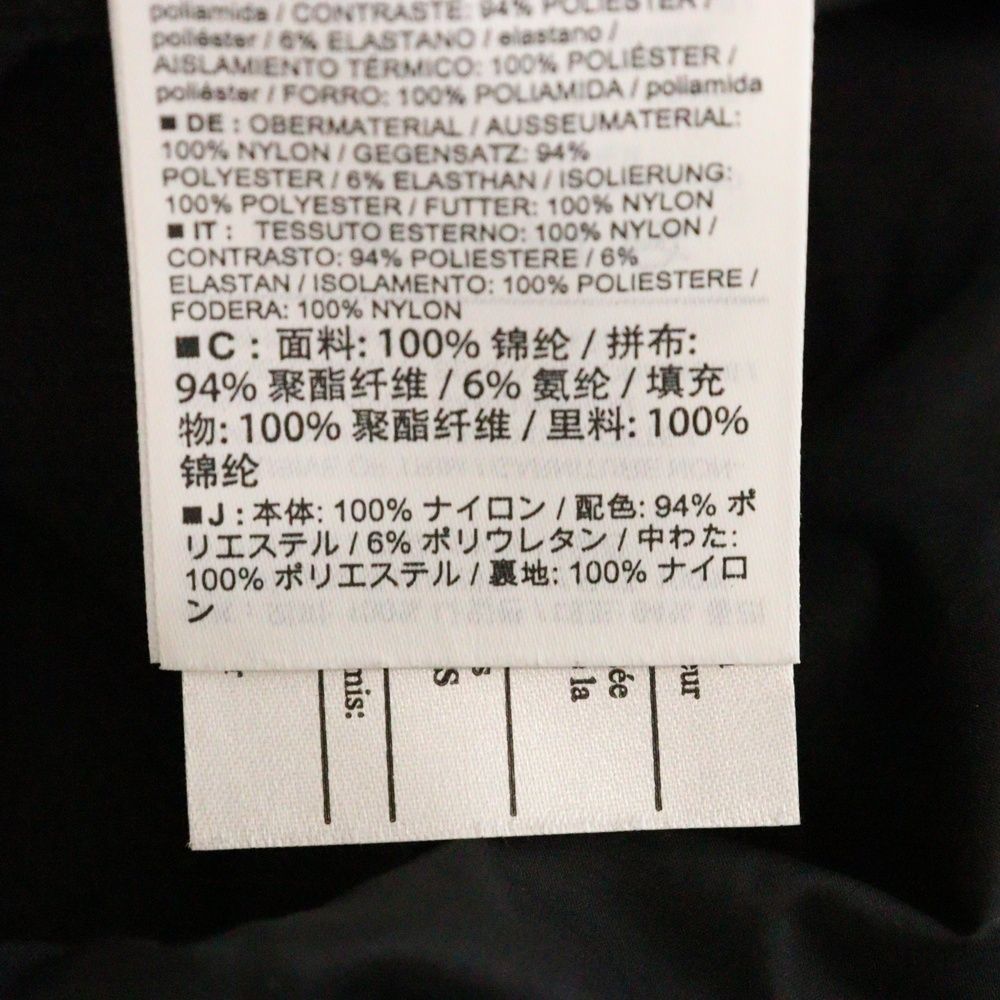 poliamida / CONTRASTE: 94% POLIÉSTER /
poliéster / 6% ELASTANO / elastano /
AISLAMIENTO TÉRMICO: 100% POLIÉSTER /
poliéster / FORRO: 100% POLIAMIDA / poliamida
■ DE : OBERMATERIAL / AUSSEUMATERIAL:
100% NYLON / GEGENSATZ: 94%
POLYESTER / 6% ELASTHAN / ISOLIERUNG:
100% POLYESTER / FUTTER: 100% NYLON
■ IT : TESSUTO ESTERNO: 100% NYLON /
CONTRASTO: 94% POLIESTERE / 6%
ELASTAN / ISOLAMENTO: 100% POLIESTERE /
FODERA: 100% NYLON
■ C : 面料: 100% 锦纶 / 拼布:
94% 聚酯纤维 / 6% 氨纶 / 填充
物: 100% 聚酯纤维 / 里料: 100%
锦纶
■ J : 本体: 100% ナイロン / 配色: 94% ポ
リエステル / 6% ポリウレタン / 中わた:
100% ポリエステル / 裏地: 100% ナイロ
ン
mis:
S
la
ée
eur